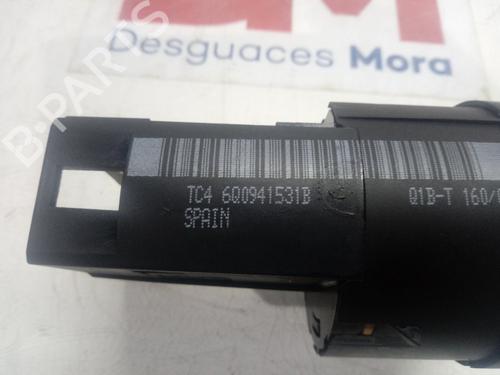 Desguaces Mora
B-PARTS
TC4 6Q0941531B
SPAIN
Q1B-T 160/